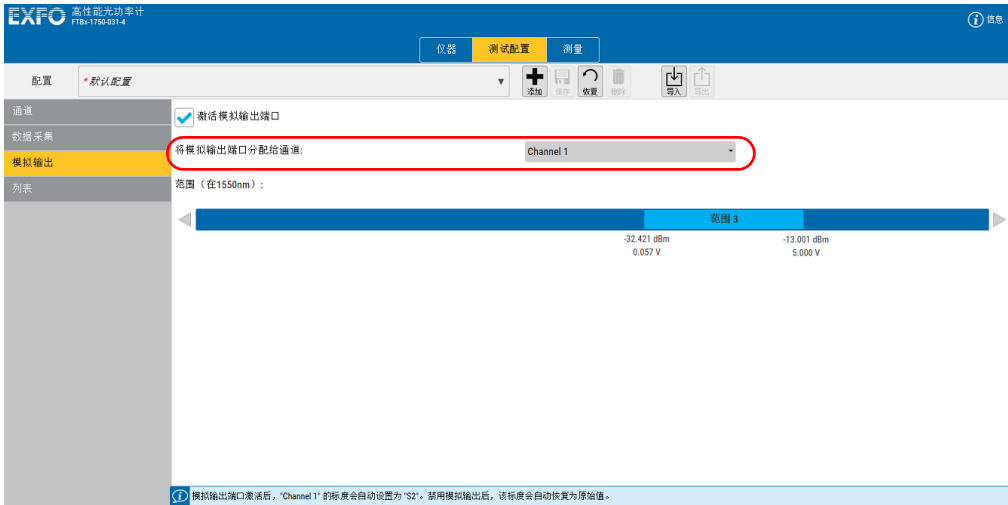 EXFO 高性能光功率计
FTBx-1750-031-4
信息
仪器 测试配置 测量
配置 *默认配置 添加 保存 恢复 删除 导入 导出
通道
数据采集
模拟输出
列表
激活模拟输出端口
将模拟输出端口分配给通道: Channel 1
范围（在1550nm）:
范围 3
-32.421 dBm -13.001 dBm
0.057 V 5.000 V
模拟输出端口激活后，"Channel 1" 的标度会自动设置为 "S2"。禁用模拟输出后，该标度会自动恢复为原始值。